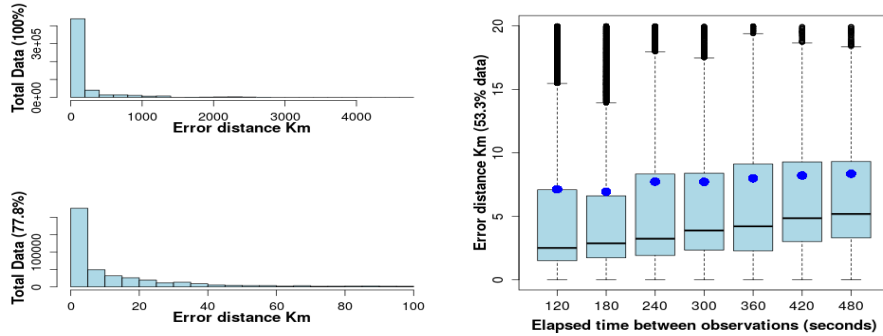 Total Data (100%)
0e+00 3e+05
0 1000 2000 3000 4000
Error distance Km
Total Data (77.8%)
0 100000
0 20 40 60 80 100
Error distance Km
Error distance Km (53.3% data)
0 5 10 15 20
120 180 240 300 360 420 480
Elapsed time between observations (seconds)